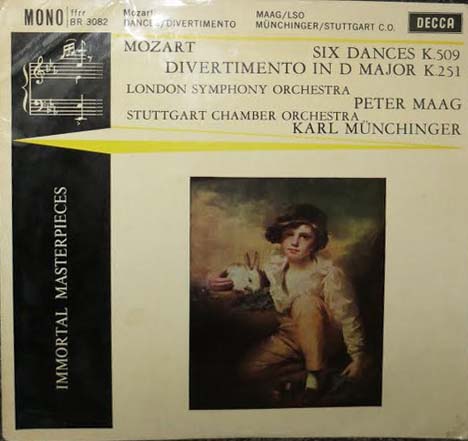 MONO
ffrr
BR 3082
Mozart:
DANCES/DIVERTIMENTO
MAAG/LSO
MÜNCHINGER/STUTTGART C.O.
DECCA
MOZART
SIX DANCES K.509
DIVERTIMENTO IN D MAJOR K.251
LONDON SYMPHONY ORCHESTRA
PETER MAAG
STUTTGART CHAMBER ORCHESTRA
KARL MÜNCHINGER
IMMORTAL MASTERPIECES